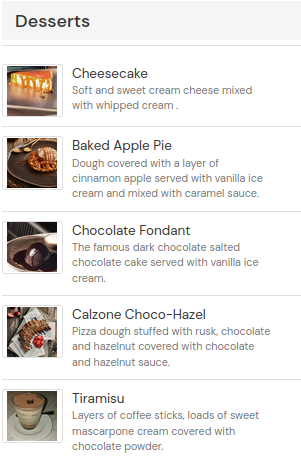 Desserts
Cheesecake
Soft and sweet cream cheese mixed
with whipped cream .
Baked Apple Pie
Dough covered with a layer of
cinnamon apple served with vanilla ice
cream and mixed with caramel sauce.
Chocolate Fondant
The famous dark chocolate salted
chocolate cake served with vanilla ice
cream.
Calzone Choco-Hazel
Pizza dough stuffed with rusk, chocolate
and hazelnut covered with chocolate
and hazelnut sauce.
Tiramisu
Layers of coffee sticks, loads of sweet
mascarpone cream covered with
chocolate powder.